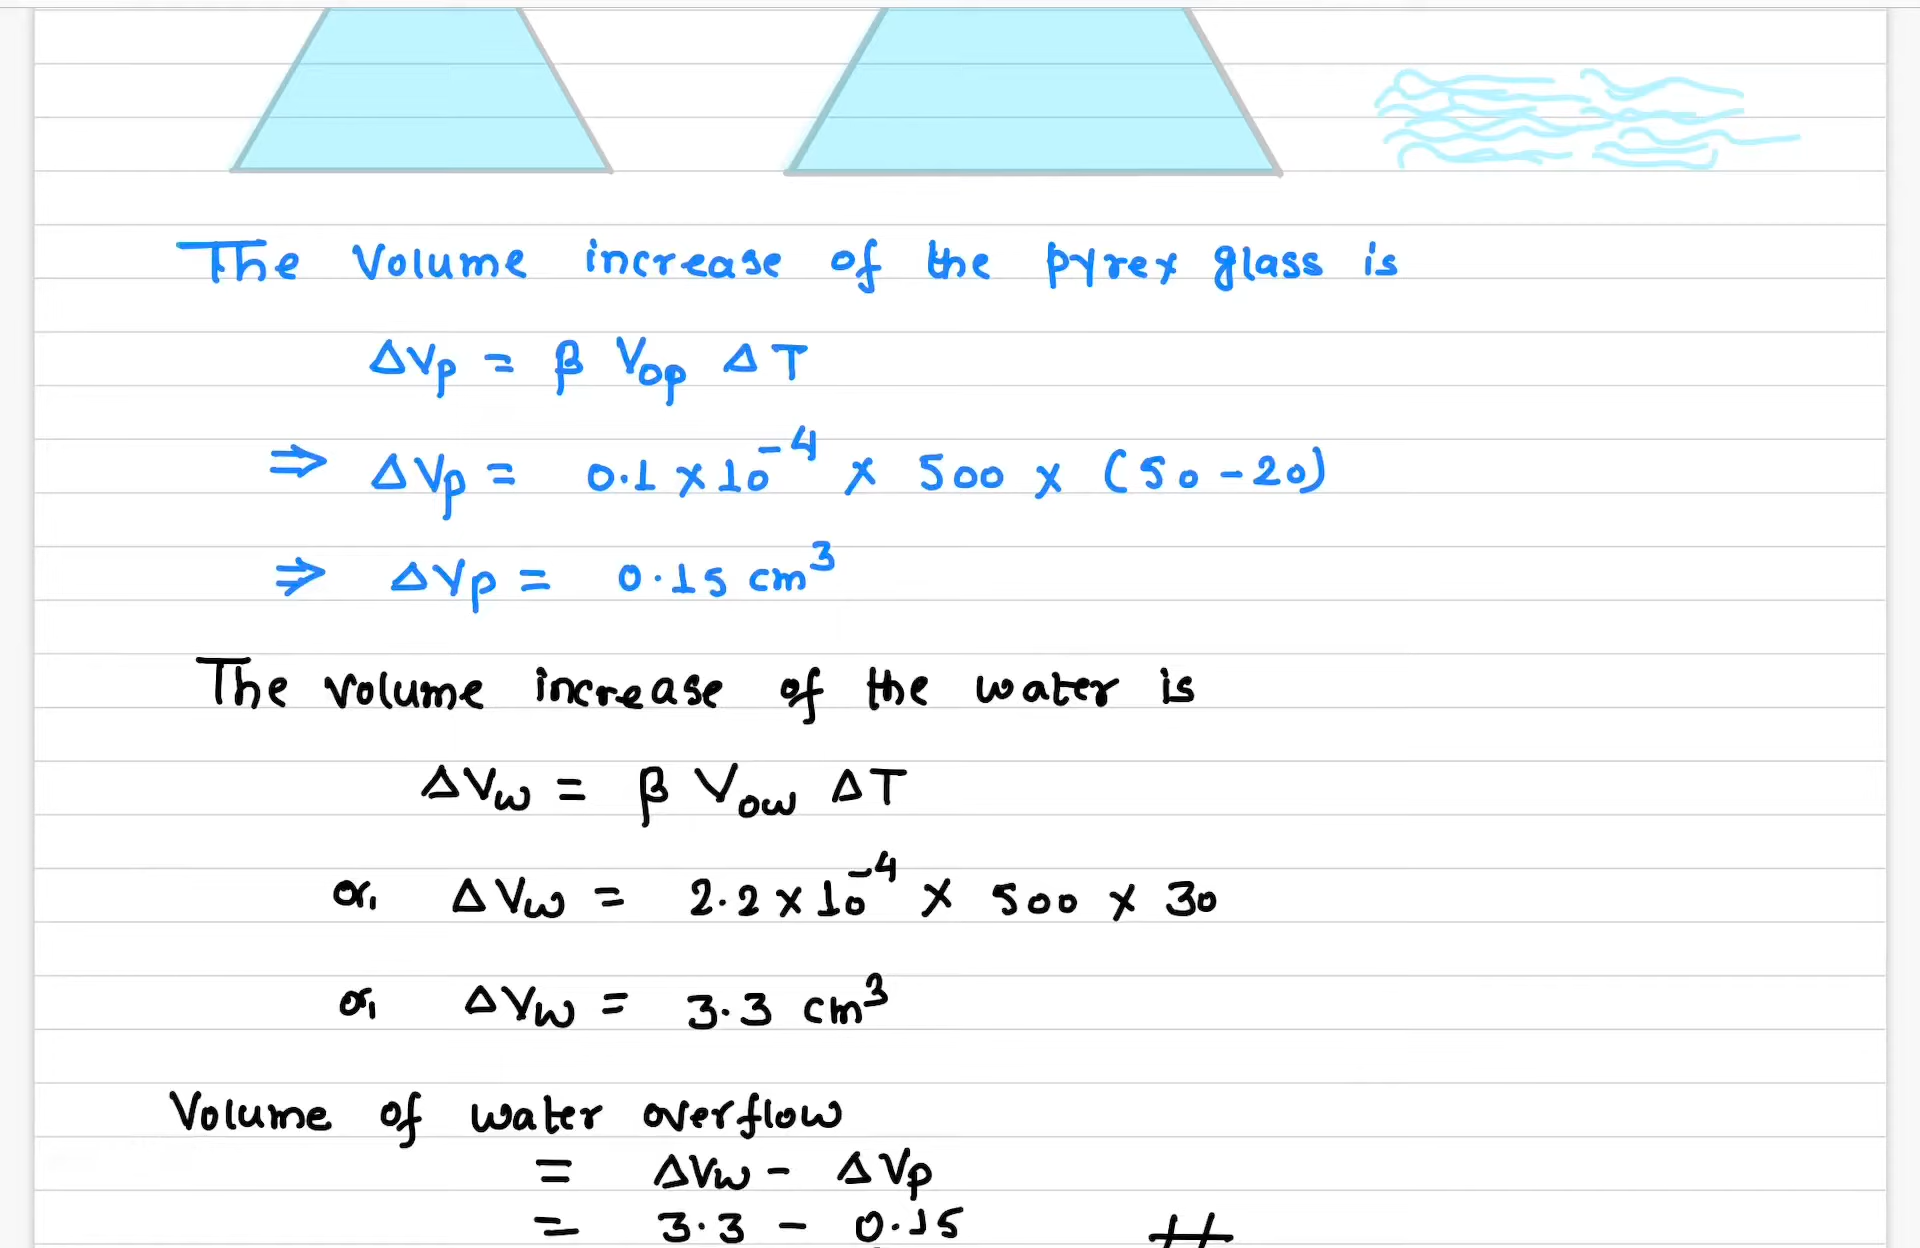 The Volume increase of the pyrex glass is
ΔVp = β Vop ΔT
⇒ ΔVp = 0.1 × 10⁻⁴ × 500 × (50 - 20)
⇒ ΔVp = 0.15 cm³
The volume increase of the water is
ΔVw = β Vow ΔT
or, ΔVw = 2.2 × 10⁻⁴ × 500 × 30
or, ΔVw = 3.3 cm³
Volume of water overflow
= ΔVw - ΔVp
= 3.3 - 0.15